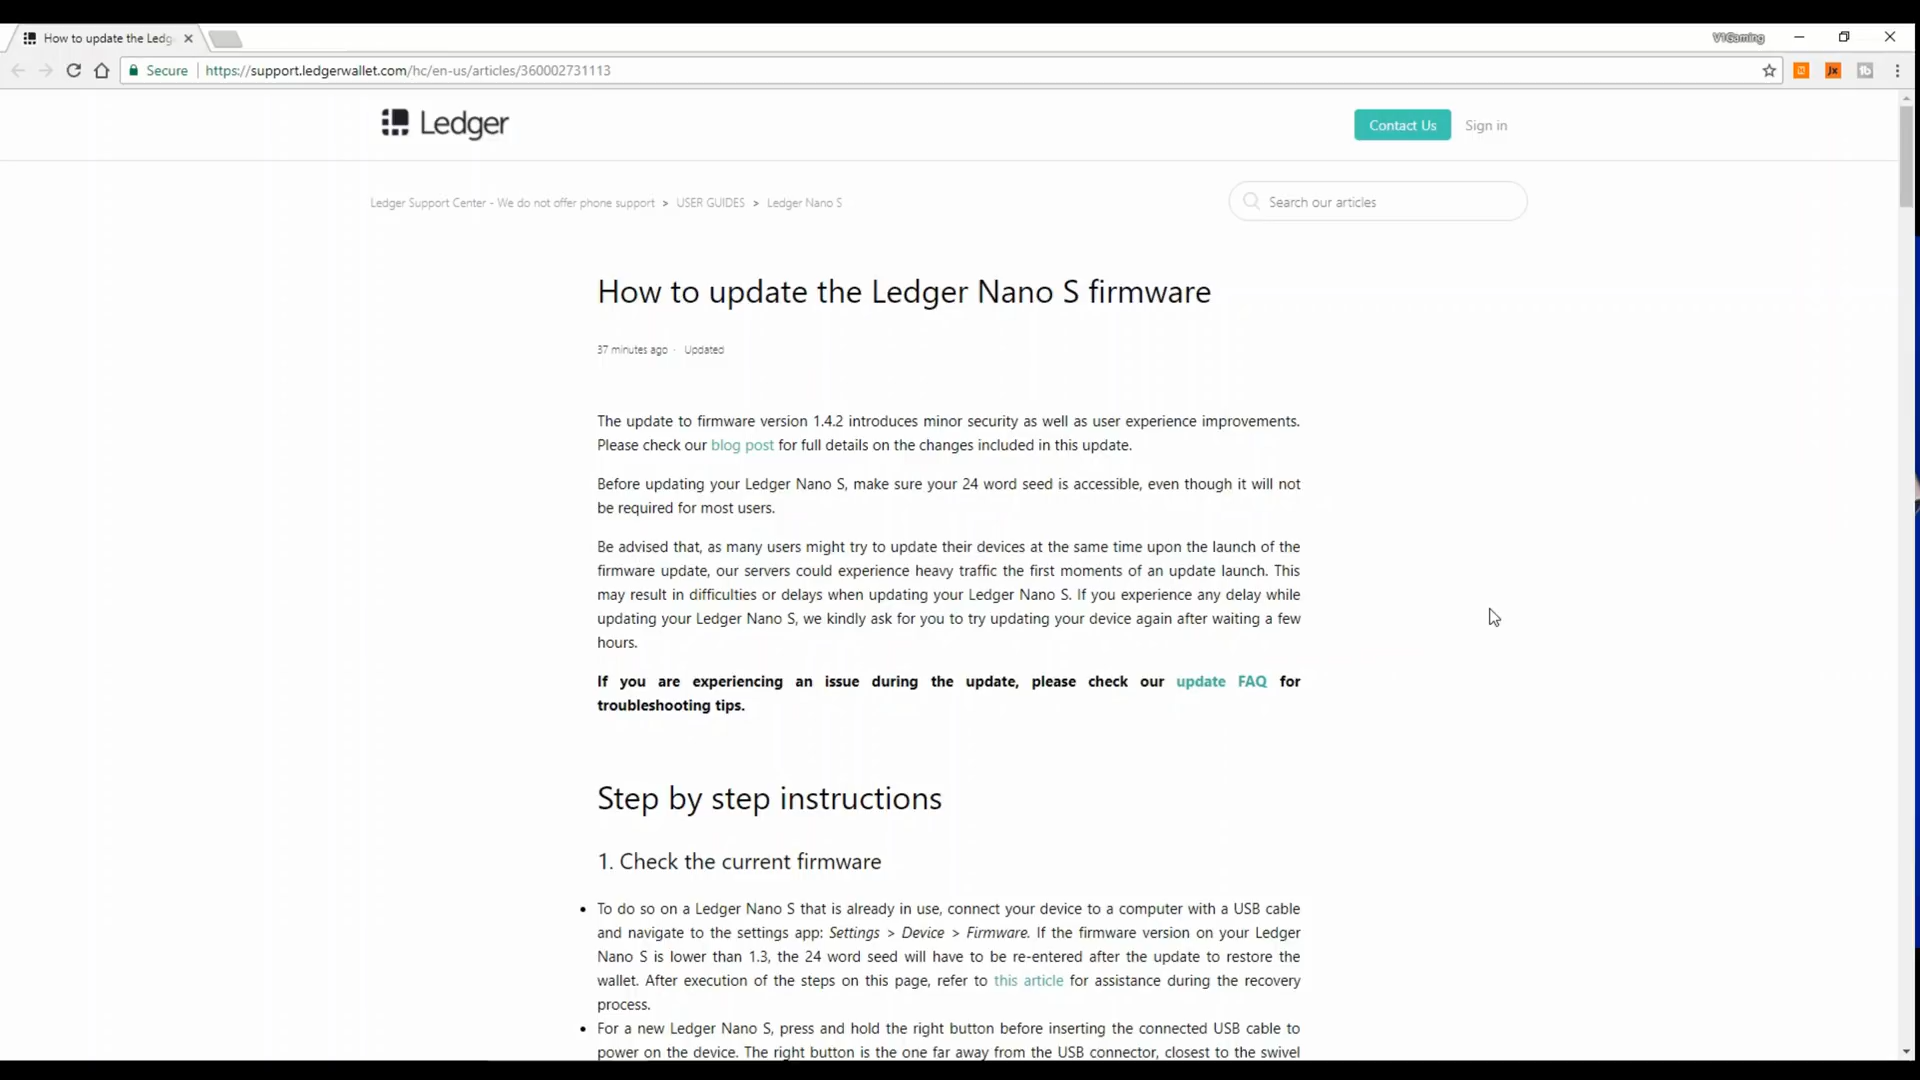 How to update the Ledg
V1Gaming
Secure
https://support.ledgerwallet.com/hc/en-us/articles/360002731113
Ledger
Contact Us
Sign in
Ledger Support Center - We do not offer phone support > USER GUIDES > Ledger Nano S
Search our articles
How to update the Ledger Nano S firmware
37 minutes ago · Updated
The update to firmware version 1.4.2 introduces minor security as well as user experience improvements.
Please check our blog post for full details on the changes included in this update.
Before updating your Ledger Nano S, make sure your 24 word seed is accessible, even though it will not
be required for most users.
Be advised that, as many users might try to update their devices at the same time upon the launch of the
firmware update, our servers could experience heavy traffic the first moments of an update launch. This
may result in difficulties or delays when updating your Ledger Nano S. If you experience any delay while
updating your Ledger Nano S, we kindly ask for you to try updating your device again after waiting a few
hours.
If you are experiencing an issue during the update, please check our update FAQ for
troubleshooting tips.
Step by step instructions
1. Check the current firmware
• To do so on a Ledger Nano S that is already in use, connect your device to a computer with a USB cable
and navigate to the settings app: Settings > Device > Firmware. If the firmware version on your Ledger
Nano S is lower than 1.3, the 24 word seed will have to be re-entered after the update to restore the
wallet. After execution of the steps on this page, refer to this article for assistance during the recovery
process.
• For a new Ledger Nano S, press and hold the right button before inserting the connected USB cable to
power on the device. The right button is the one far away from the USB connector, closest to the swivel